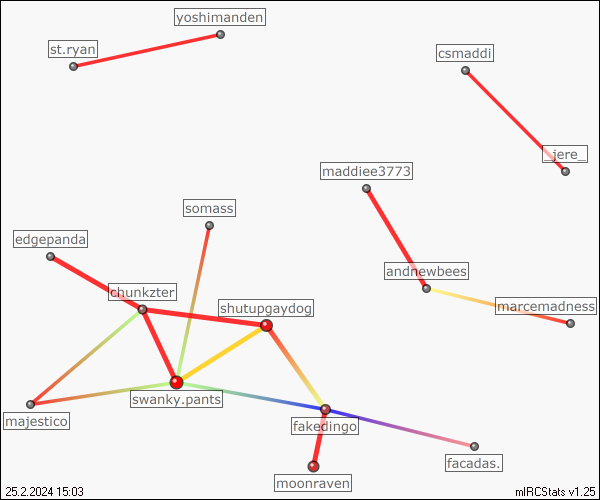 yoshimanden
st.ryan
csmaddi
_jere_
maddiee3773
somass
edgepanda
andnewbees
chunkzter
marcemadness
shutupgaydog
swanky.pants
majestico
fakedingo
facadas.
moonraven
25.2.2024 15:03
mIRCStats v1.25